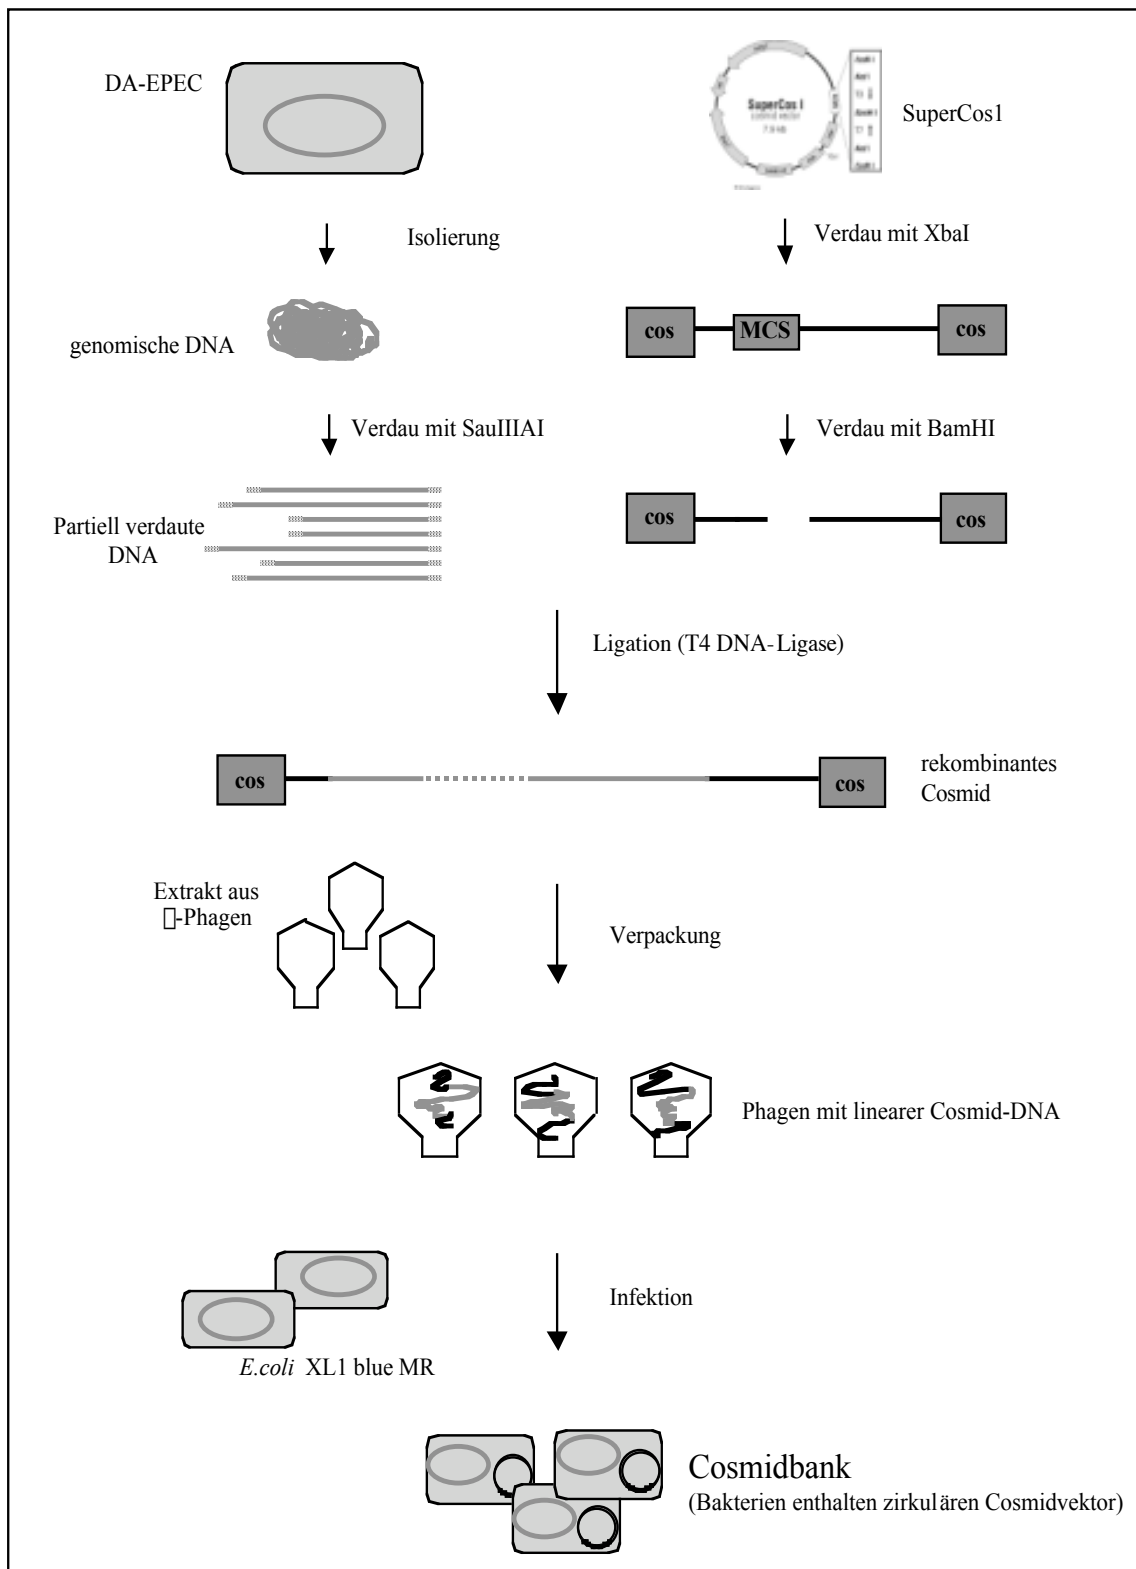 DA-EPEC
SuperCos I
SuperCos1
Isolierung
Verdau mit XbaI
genomische DNA
cos
MCS
cos
Verdau mit SauIIIAI
Verdau mit BamHI
Partiell verdaute
DNA
cos
cos
Ligation (T4 DNA-Ligase)
cos
cos
rekombinantes
Cosmid
Extrakt aus
▯-Phagen
Verpackung
Phagen mit linearer Cosmid-DNA
Infektion
E.coli XL1 blue MR
Cosmidbank
(Bakterien enthalten zirkulären Cosmidvektor)